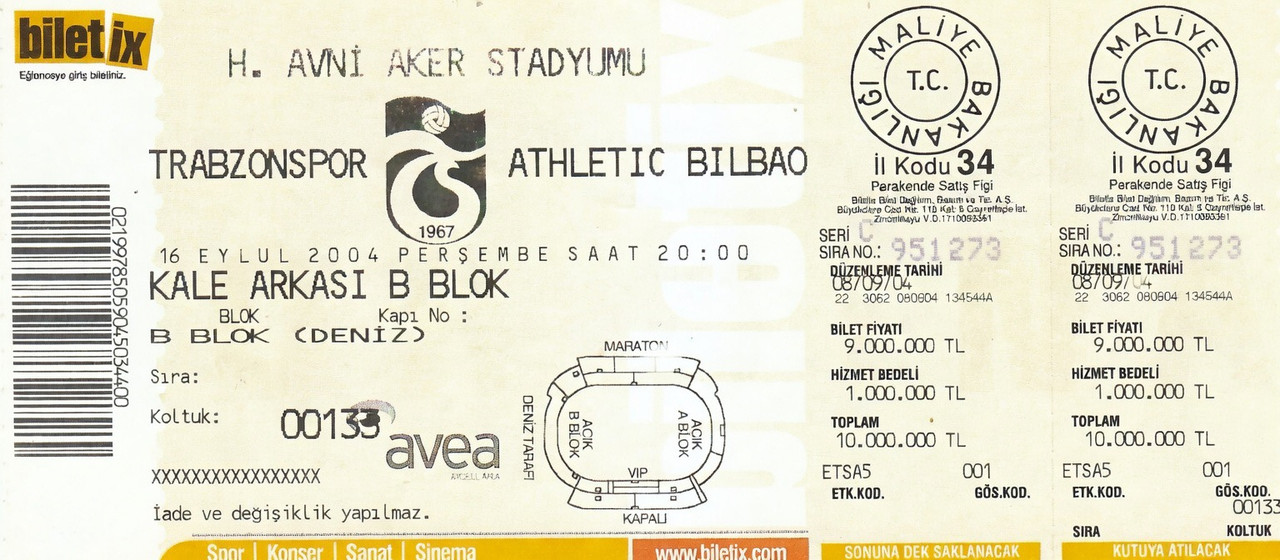 biletix
Eğlenceye giriş biletiniz.
H. AVNİ AKER STADYUMU
TRABZONSPOR
1967
ATHLETIC BILBAO
16 EYLUL 2004 PERŞEMBE SAAT 20:00
KALE ARKASI B BLOK
BLOK Kapı No :
B BLOK (DENİZ)
Sıra:
Koltuk: 00133
avea
XXXXXXXXXXXXXXXXX
İade ve değişiklik yapılmaz.
MARATON
DENİZ TARAFI
AÇIK B BLOK
AÇIK A BLOK
VIP
KAPALI
Spor | Konser | Sanat | Sinema
www.biletix.com
T.C.
MALİYE BAKANLIĞI
İl Kodu 34
Perakende Satış Figi
SERİ C
SIRA NO.: 951273
DÜZENLEME TARİHİ
08/09/04
22 3062 080904 134544A
BİLET FİYATI
9.000.000 TL
HİZMET BEDELİ
1.000.000 TL
TOPLAM
10.000.000 TL
ETSA5 001
ETK.KOD. GÖS.KOD.
SONUNA DEK SAKLANACAK
T.C.
MALİYE BAKANLIĞI
İl Kodu 34
Perakende Satış Figi
SERİ C
SIRA NO.: 951273
DÜZENLEME TARİHİ
08/09/04
22 3062 080904 134544A
BİLET FİYATI
9.000.000 TL
HİZMET BEDELİ
1.000.000 TL
TOPLAM
10.000.000 TL
ETSA5 001
ETK.KOD. GÖS.KOD.
00133
SIRA KOLTUK
KUTUYA ATILACAK